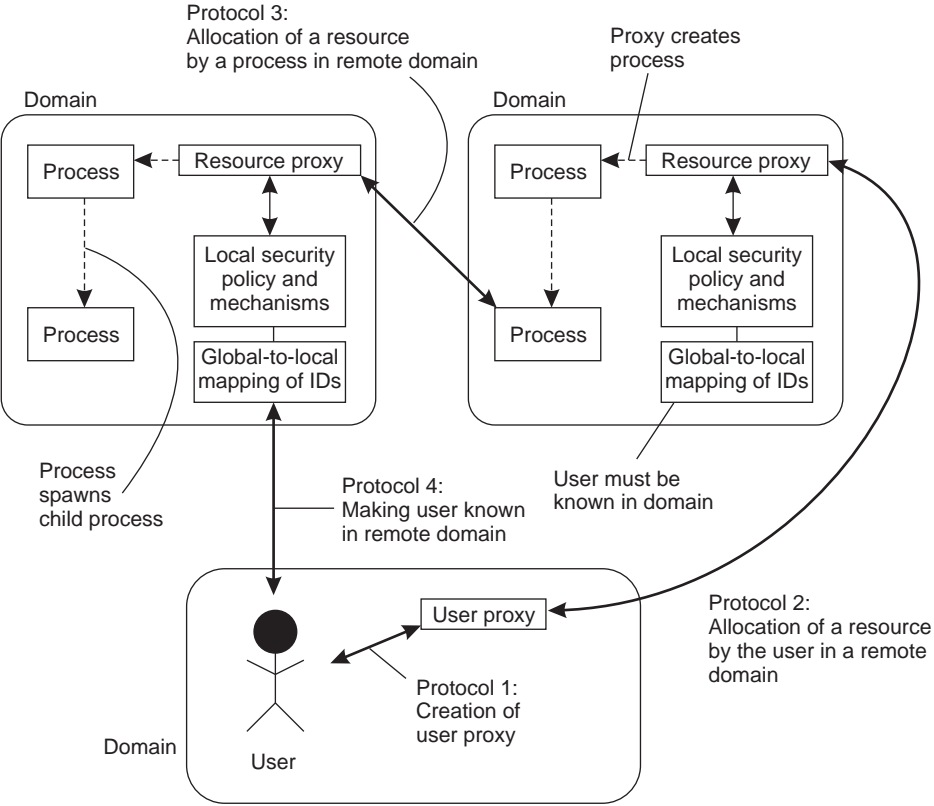 Protocol 3:
Allocation of a resource
by a process in remote domain
Proxy creates
process
Domain
Domain
Process
Resource proxy
Process
Resource proxy
Local security
policy and
mechanisms
Local security
policy and
mechanisms
Process
Process
Global-to-local
mapping of IDs
Global-to-local
mapping of IDs
Process
spawns
child process
Protocol 4:
Making user known
in remote domain
User must be
known in domain
User proxy
Protocol 2:
Allocation of a resource
by the user in a remote
domain
Protocol 1:
Creation of
user proxy
Domain
User